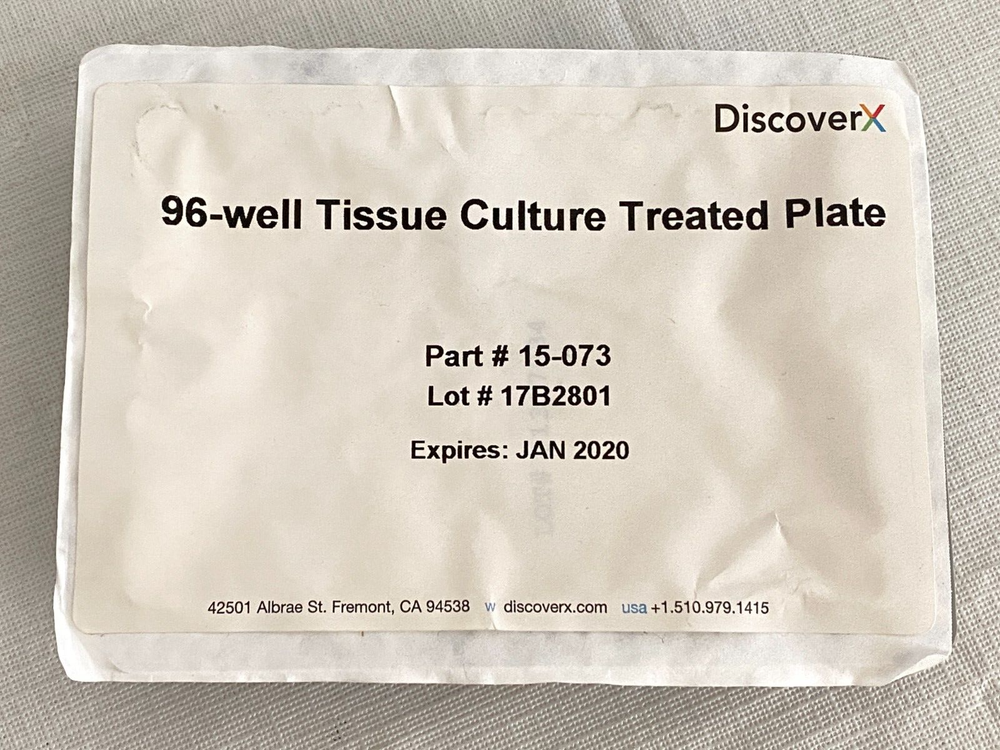 DiscoverX
96-well Tissue Culture Treated Plate
Part # 15-073
Lot # 17B2801
Expires: JAN 2020
42501 Albrae St. Fremont, CA 94538 w discoverx.com usa +1.510.979.1415